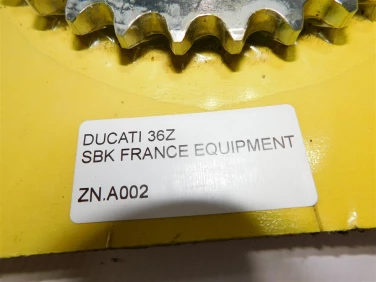 DUCATI 36Z
SBK FRANCE EQUIPMENT
ZN.A002